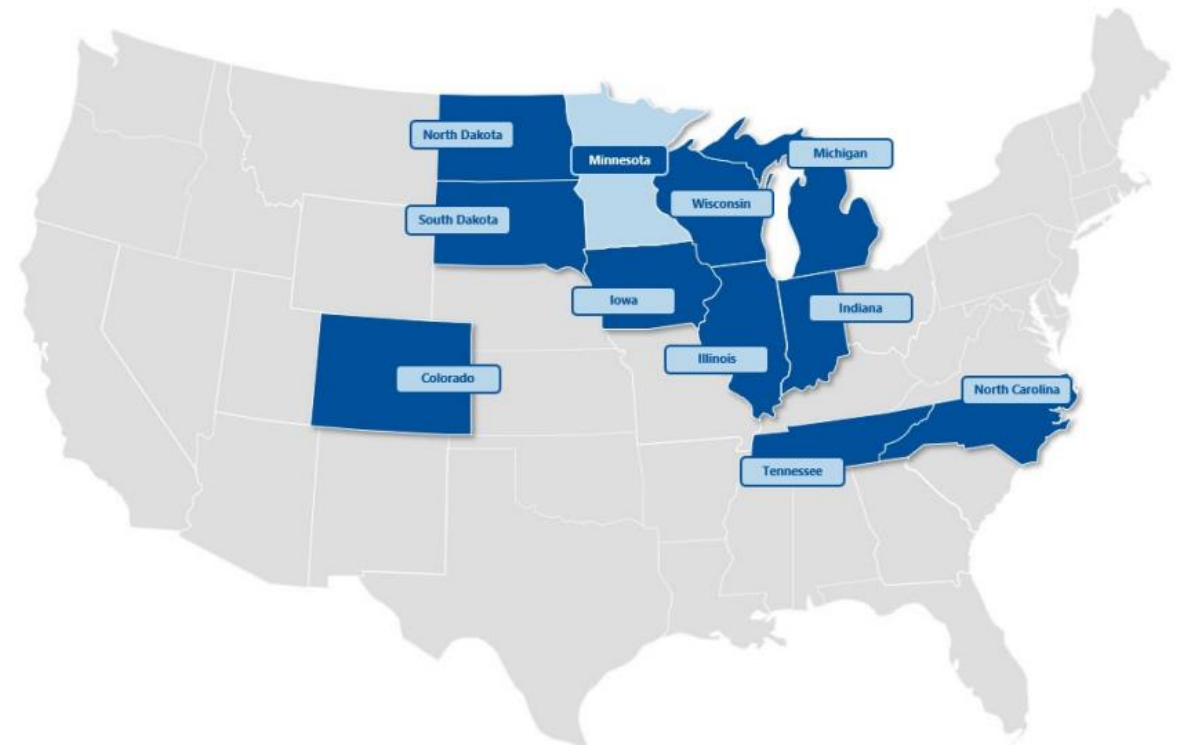 North Dakota
Michigan
Minnesota
Wisconsin
South Dakota
Iowa
Indiana
Illinois
Colorado
North Carolina
Tennessee